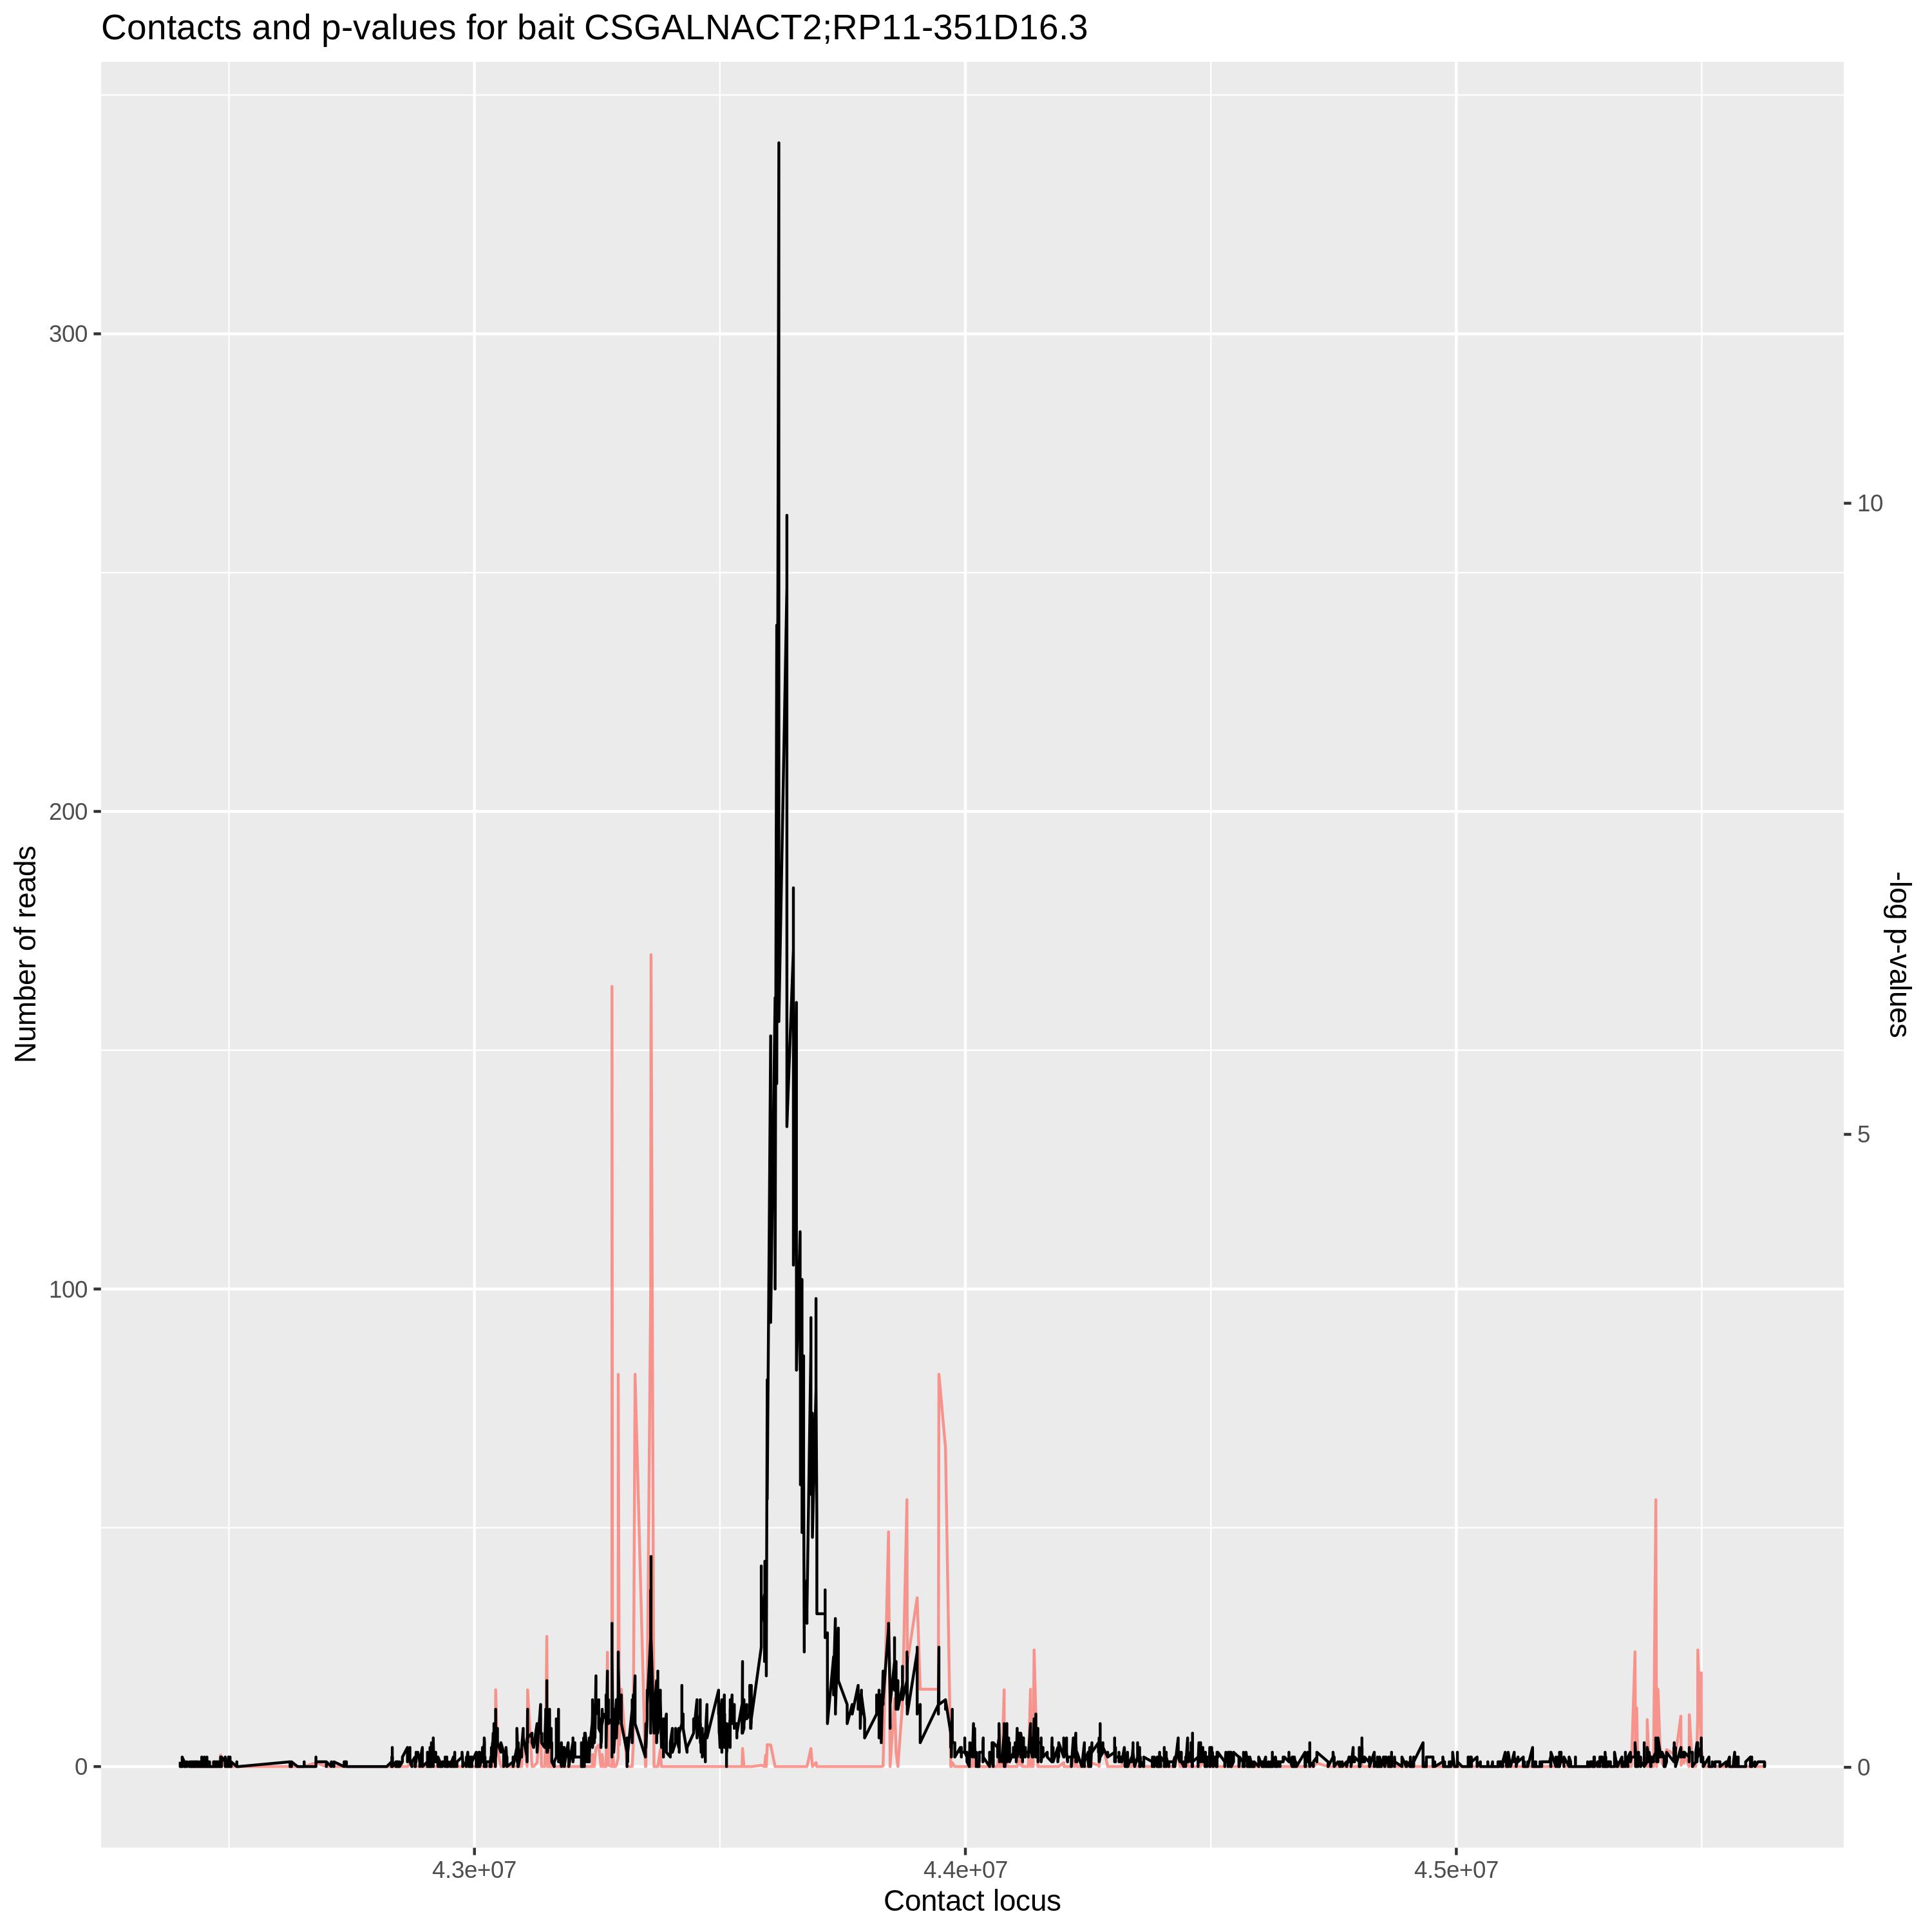 Contacts and p-values for bait CSGALNACT2;RP11-351D16.3
Number of reads
300
200
100
0
10
5
0
-log p-values
4.3e+07
4.4e+07
4.5e+07
Contact locus